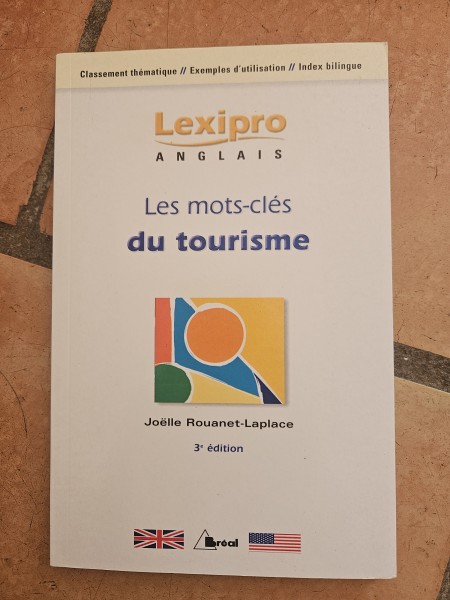 Classement thématique // Exemples d'utilisation // Index bilingue
Lexipro
ANGLAIS
Les mots-clés
du tourisme
Joëlle Rouanet-Laplace
3e édition
Bréal